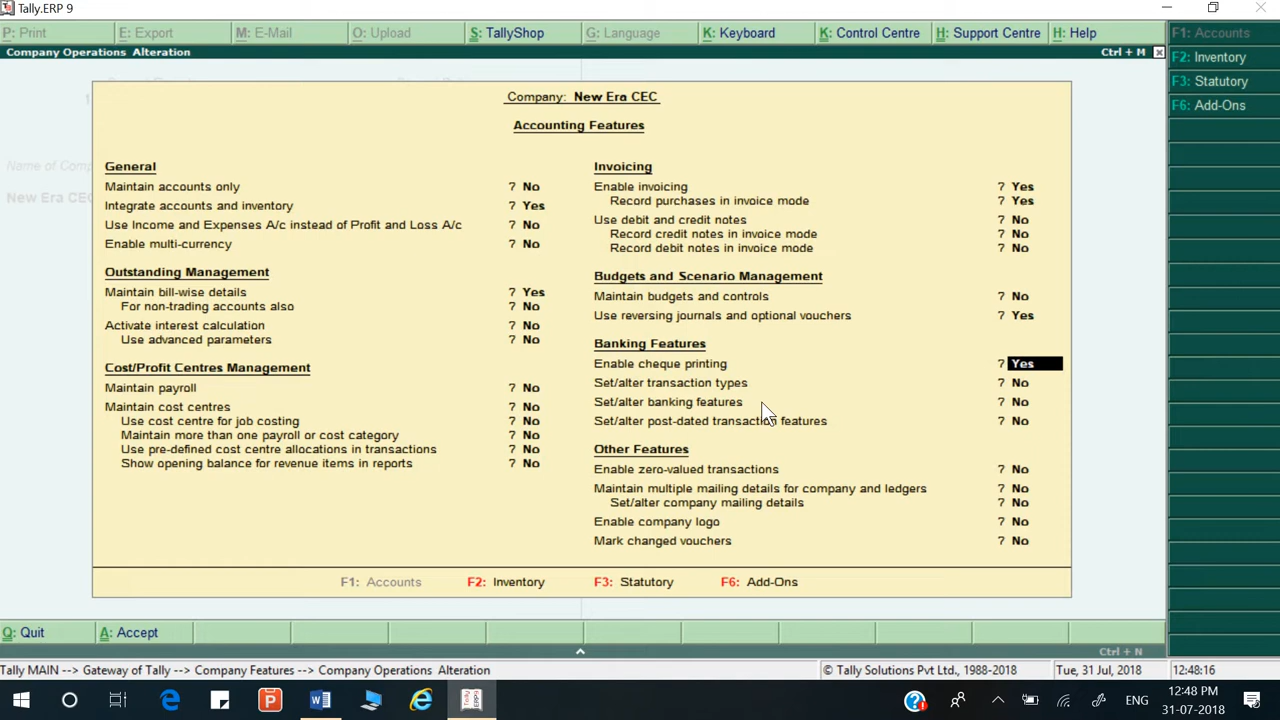 Tally.ERP 9
P: Print
E: Export
M: E-Mail
O: Upload
S: TallyShop
G: Language
K: Keyboard
K: Control Centre
H: Support Centre
H: Help
F1: Accounts
Company Operations Alteration
Ctrl + M
F2: Inventory
F3: Statutory
F6: Add-Ons
Company: New Era CEC
Accounting Features
General
Maintain accounts only ? No
Integrate accounts and inventory ? Yes
Use Income and Expenses A/c instead of Profit and Loss A/c ? No
Enable multi-currency ? No
Outstanding Management
Maintain bill-wise details ? Yes
For non-trading accounts also ? No
Activate interest calculation ? No
Use advanced parameters ? No
Cost/Profit Centres Management
Maintain payroll ? No
Maintain cost centres ? No
Use cost centre for job costing ? No
Maintain more than one payroll or cost category ? No
Use pre-defined cost centre allocations in transactions ? No
Show opening balance for revenue items in reports ? No
Invoicing
Enable invoicing ? Yes
Record purchases in invoice mode ? Yes
Use debit and credit notes ? No
Record credit notes in invoice mode ? No
Record debit notes in invoice mode ? No
Budgets and Scenario Management
Maintain budgets and controls ? No
Use reversing journals and optional vouchers ? Yes
Banking Features
Enable cheque printing ? Yes
Set/alter transaction types ? No
Set/alter banking features ? No
Set/alter post-dated transaction features ? No
Other Features
Enable zero-valued transactions ? No
Maintain multiple mailing details for company and ledgers ? No
Set/alter company mailing details ? No
Enable company logo ? No
Mark changed vouchers ? No
Name of Comp
New Era CEC
F1: Accounts
F2: Inventory
F3: Statutory
F6: Add-Ons
Q: Quit
A: Accept
Ctrl + N
Tally MAIN --> Gateway of Tally --> Company Features --> Company Operations Alteration
© Tally Solutions Pvt Ltd., 1988-2018
Tue, 31 Jul, 2018
12:48:16
ENG
12:48 PM
31-07-2018